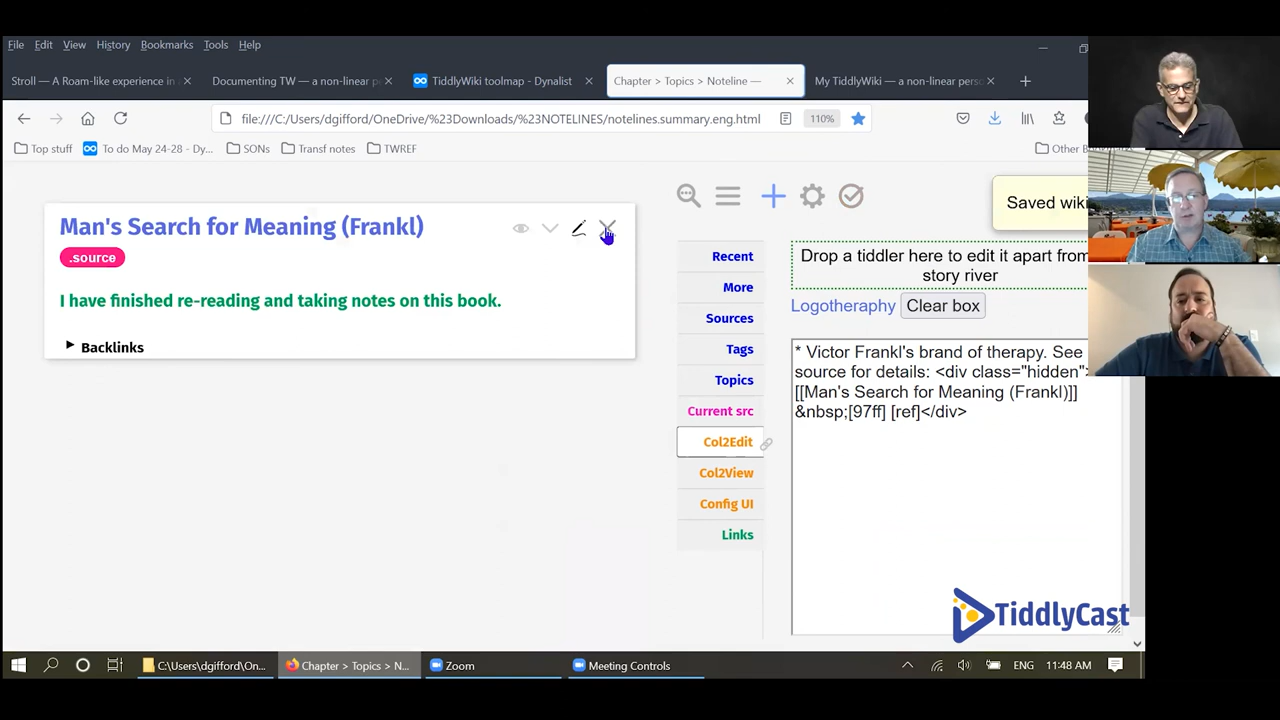 File Edit View History Bookmarks Tools Help
Stroll — A Roam-like experience in
Documenting TW — a non-linear p
TiddlyWiki toolmap - Dynalist
Chapter > Topics > Noteline —
My TiddlyWiki — a non-linear pers
file:///C:/Users/dgifford/OneDrive/%23Downloads/%23NOTELINES/notelines.summary.eng.html
110%
Top stuff
To do May 24-28 - Dy...
SONs
Transf notes
TWREF
Other Bookmar
Man's Search for Meaning (Frankl)
.source
I have finished re-reading and taking notes on this book.
Backlinks
Saved wiki
Recent
More
Sources
Tags
Topics
Current src
Col2Edit
Col2View
Config UI
Links
Drop a tiddler here to edit it apart from
story river
Logotheraphy Clear box
* Victor Frankl's brand of therapy. See
source for details: <div class="hidden">
[[Man's Search for Meaning (Frankl)]]
&nbsp;[97ff] [ref]</div>
TiddlyCast
C:\Users\dgifford\On...
Chapter > Topics > N...
Zoom
Meeting Controls
ENG
11:48 AM